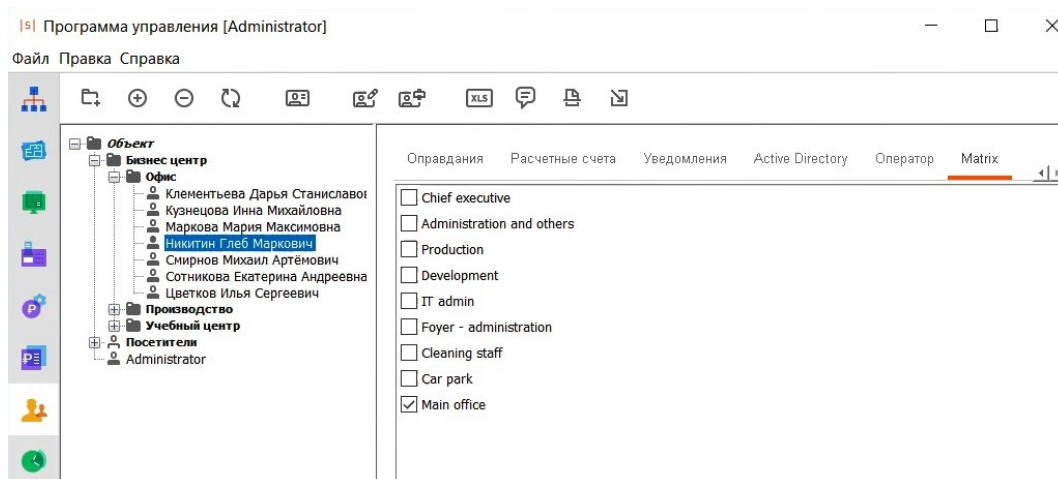 |S| Программа управления [Administrator]
Файл Правка Справка
XLS
Объект
Бизнес центр
Офис
Клементьева Дарья Станиславов
Кузнецова Инна Михайловна
Маркова Мария Максимовна
Никитин Глеб Маркович
Смирнов Михаил Артёмович
Сотникова Екатерина Андреевна
Цветков Илья Сергеевич
Производство
Учебный центр
Посетители
Administrator
Оправдания Расчетные счета Уведомления Active Directory Оператор Matrix
Chief executive
Administration and others
Production
Development
IT admin
Foyer - administration
Cleaning staff
Car park
Main office